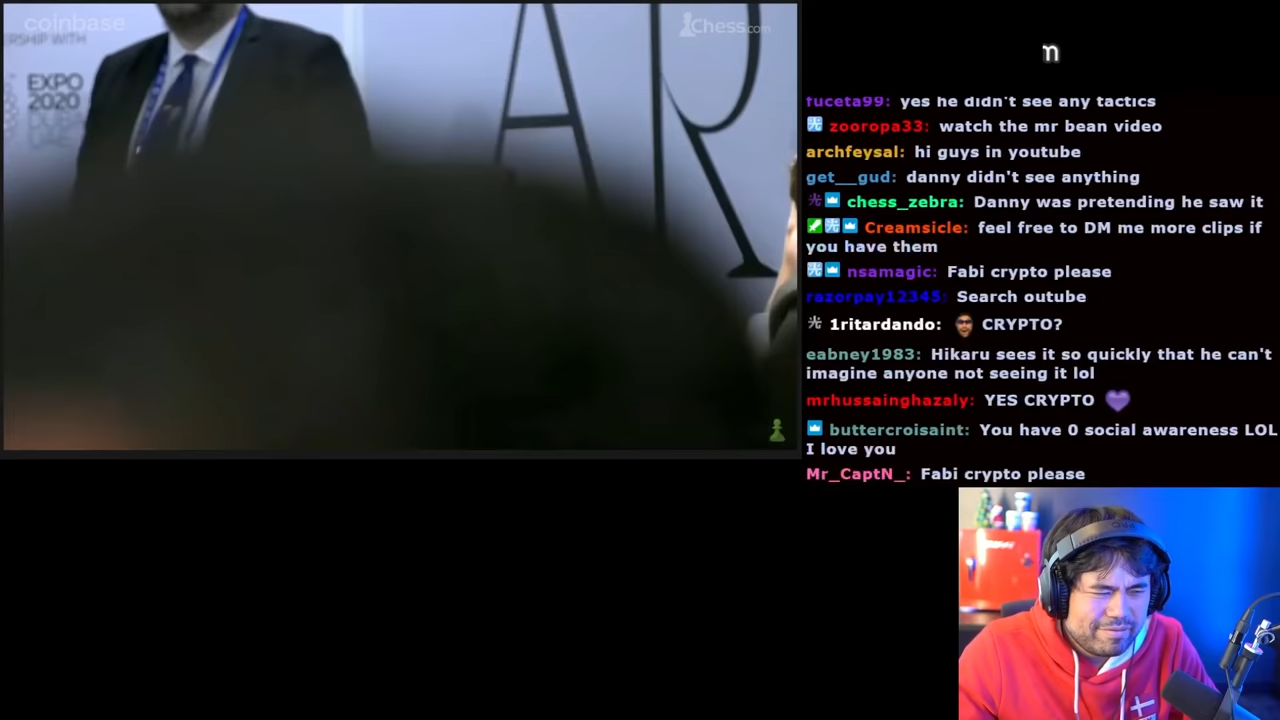 coinbase
Chess.com
ERSHIP WITH
EXPO
2020
AR
m
fuceta99: yes he didn't see any tactics
zooropa33: watch the mr bean video
archfeysal: hi guys in youtube
get__gud: danny didn't see anything
chess_zebra: Danny was pretending he saw it
Creamsicle: feel free to DM me more clips if
you have them
nsamagic: Fabi crypto please
razorpay12345: Search outube
1ritardando: CRYPTO?
eabney1983: Hikaru sees it so quickly that he can't
imagine anyone not seeing it lol
mrhussainghazaly: YES CRYPTO
buttercroisaint: You have 0 social awareness LOL
I love you
Mr_CaptN_: Fabi crypto please